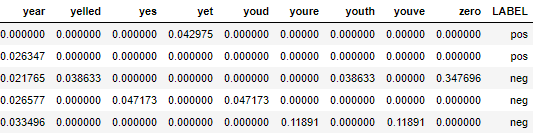 year yelled yes yet youd youre youth youve zero LABEL
0.000000 0.000000 0.000000 0.042975 0.000000 0.00000 0.000000 0.00000 0.000000 pos
0.026347 0.000000 0.000000 0.000000 0.000000 0.00000 0.000000 0.00000 0.000000 pos
0.021765 0.038633 0.000000 0.000000 0.000000 0.00000 0.038633 0.00000 0.347696 neg
0.026577 0.000000 0.047173 0.000000 0.047173 0.00000 0.000000 0.00000 0.000000 neg
0.033496 0.000000 0.000000 0.000000 0.000000 0.11891 0.000000 0.11891 0.000000 neg